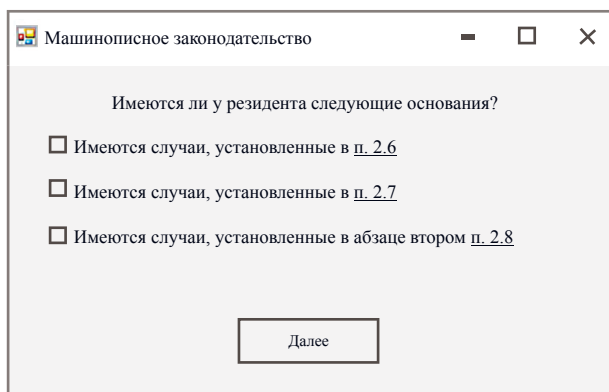 Машинописное законодательство
Имеются ли у резидента следующие основания?
Имеются случаи, установленные в п. 2.6
Имеются случаи, установленные в п. 2.7
Имеются случаи, установленные в абзаце втором п. 2.8
Далее